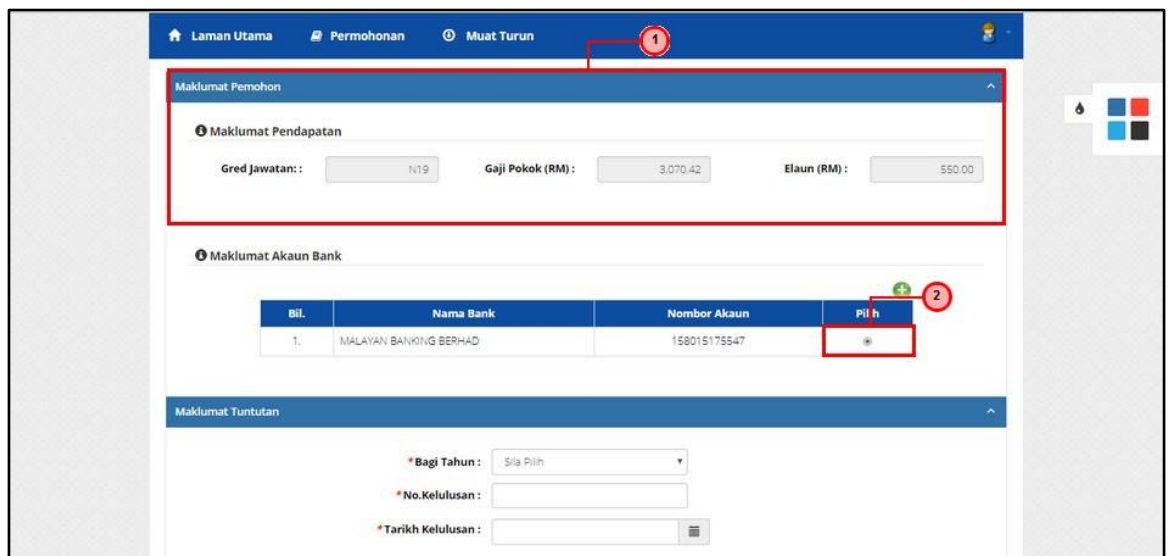 Laman Utama Permohonan Muat Turun
1
Maklumat Pemohon
Maklumat Pendapatan
Gred Jawatan: : N19 Gaji Pokok (RM) : 3,070.42 Elaun (RM) : 550.00
Maklumat Akaun Bank
2
Bil. Nama Bank Nombor Akaun Pilih
1. MALAYAN BANKING BERHAD 158015175547
Maklumat Tuntutan
*Bagi Tahun : Sila Pilih
*No.Kelulusan :
*Tarikh Kelulusan :